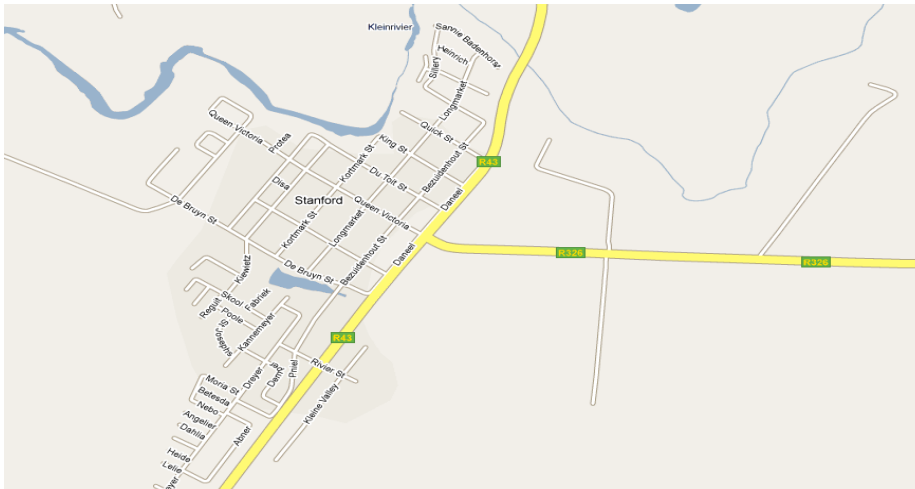 Kleinrivier
Sannie Badenhorst
Heinrich
Sillery
Longmarket
Queen Victoria
Protea
Quick St
King St
Kortmark St
Bezuidenhout St
R43
Du Toit St
Disa
Stanford
Daneel
De Bruyn St
Kortmark St
Longmarket
Queen Victoria
Bezuidenhout St
Daneel
R326
R326
Kiewietz
De Bruyn St
Skool
Fabriek
Reguit
Poole
St Josephs
Kannemeyer
R43
Rivier St
Pniel
Dreyer
Kleine Valley
Moria St
Betesda
Nebo
Angelier
Dahlia
Abner
Heide
Lelie